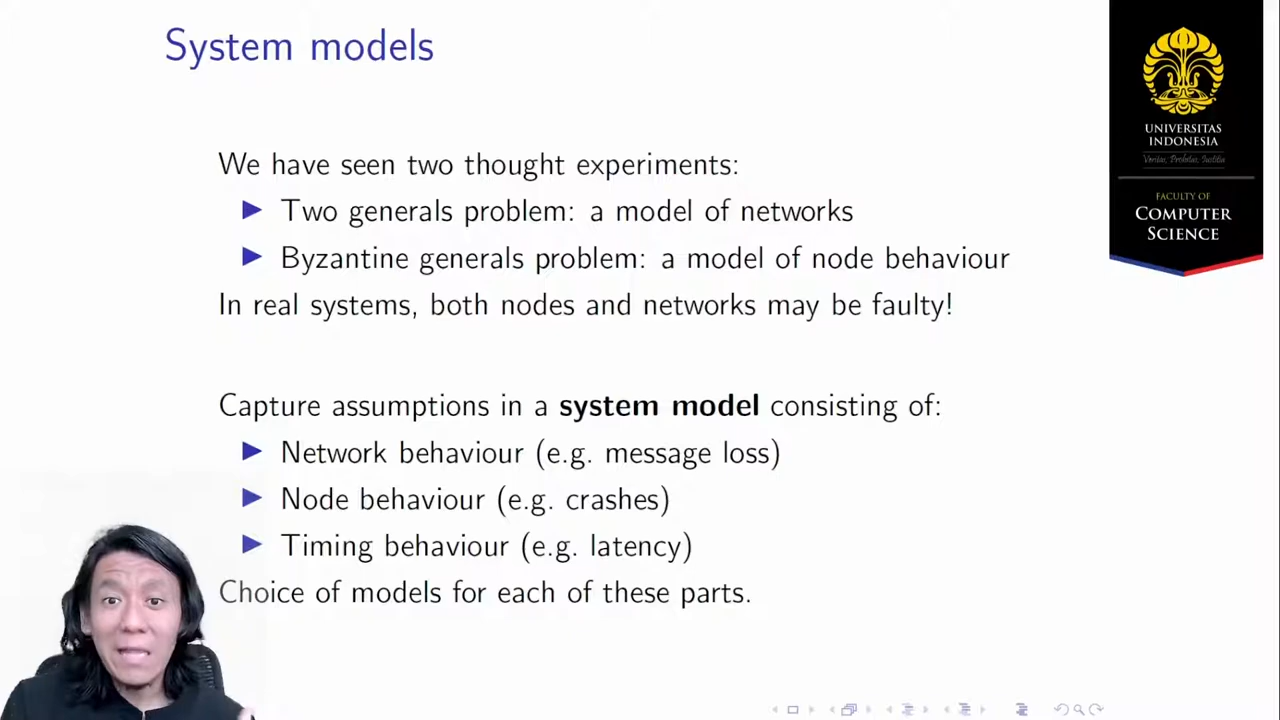 System models
We have seen two thought experiments:
Two generals problem: a model of networks
Byzantine generals problem: a model of node behaviour
In real systems, both nodes and networks may be faulty!
Capture assumptions in a system model consisting of:
Network behaviour (e.g. message loss)
Node behaviour (e.g. crashes)
Timing behaviour (e.g. latency)
Choice of models for each of these parts.
UNIVERSITAS
INDONESIA
Veritas, Probitas, Iustitia
FACULTY OF
COMPUTER
SCIENCE